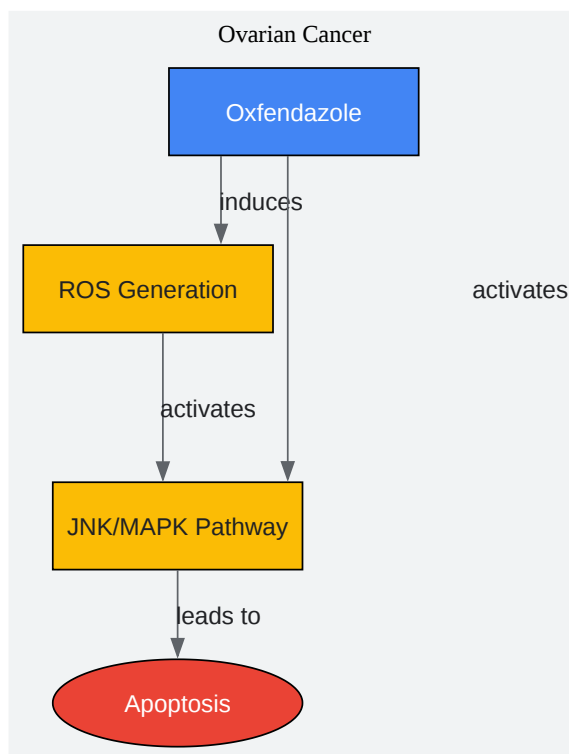 Ovarian Cancer
Oxfendazole
induces
ROS Generation
activates
activates
JNK/MAPK Pathway
leads to
Apoptosis